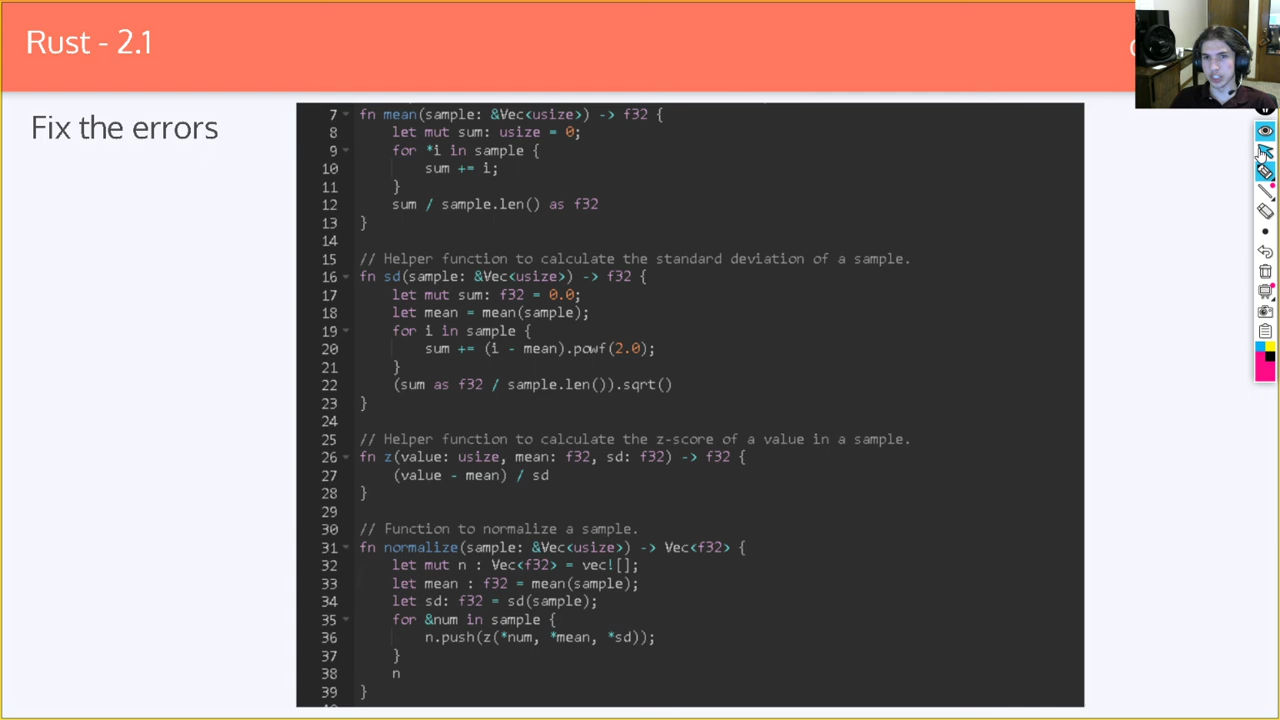 Rust - 2.1
Fix the errors
7 fn mean(sample: &Vec<usize>) -> f32 {
8 let mut sum: usize = 0;
9 for *i in sample {
10 sum += i;
11 }
12 sum / sample.len() as f32
13 }
14
15 // Helper function to calculate the standard deviation of a sample.
16 fn sd(sample: &Vec<usize>) -> f32 {
17 let mut sum: f32 = 0.0;
18 let mean = mean(sample);
19 for i in sample {
20 sum += (i - mean).powf(2.0);
21 }
22 (sum as f32 / sample.len()).sqrt()
23 }
24
25 // Helper function to calculate the z-score of a value in a sample.
26 fn z(value: usize, mean: f32, sd: f32) -> f32 {
27 (value - mean) / sd
28 }
29
30 // Function to normalize a sample.
31 fn normalize(sample: &Vec<usize>) -> Vec<f32> {
32 let mut n : Vec<f32> = vec![];
33 let mean : f32 = mean(sample);
34 let sd: f32 = sd(sample);
35 for &num in sample {
36 n.push(z(*num, *mean, *sd));
37 }
38 n
39 }